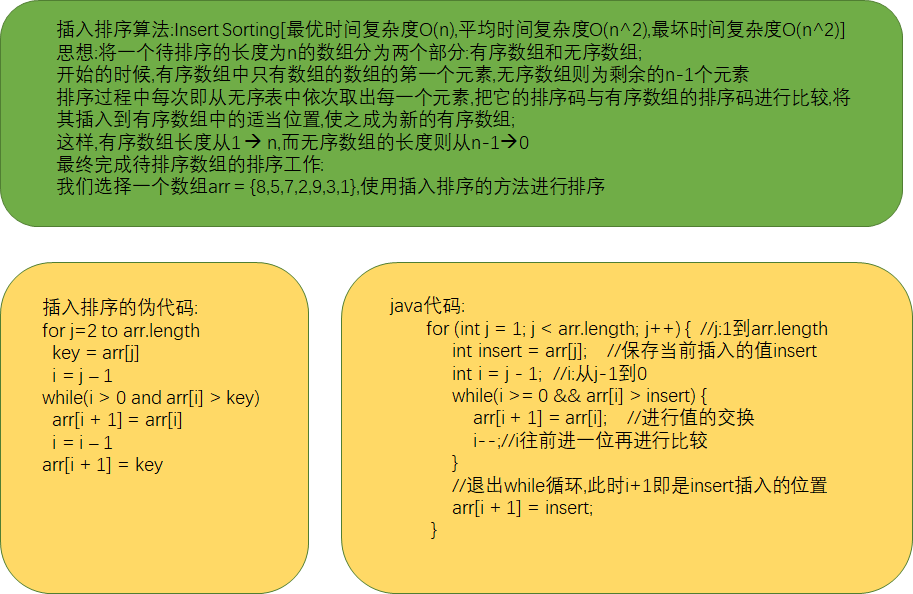 插入排序算法:Insert Sorting[最优时间复杂度O(n),平均时间复杂度O(n^2),最坏时间复杂度O(n^2)]
思想:将一个待排序的长度为n的数组分为两个部分:有序数组和无序数组;
开始的时候,有序数组中只有数组的数组的第一个元素,无序数组则为剩余的n-1个元素
排序过程中每次即从无序表中依次取出每一个元素,把它的排序码与有序数组的排序码进行比较,将
其插入到有序数组中的适当位置,使之成为新的有序数组;
这样,有序数组长度从1→ n,而无序数组的长度则从n-1→0
最终完成待排序数组的排序工作:
我们选择一个数组arr = {8,5,7,2,9,3,1},使用插入排序的方法进行排序
插入排序的伪代码:
for j=2 to arr.length
key = arr[j]
i = j – 1
while(i > 0 and arr[i] > key)
arr[i + 1] = arr[i]
i = i – 1
arr[i + 1] = key
java代码:
for (int j = 1; j < arr.length; j++) { //j:1到arr.length
int insert = arr[j]; //保存当前插入的值insert
int i = j - 1; //i:从j-1到0
while(i >= 0 && arr[i] > insert) {
arr[i + 1] = arr[i]; //进行值的交换
i--;//i往前进一位再进行比较
}
//退出while循环,此时i+1即是insert插入的位置
arr[i + 1] = insert;
}